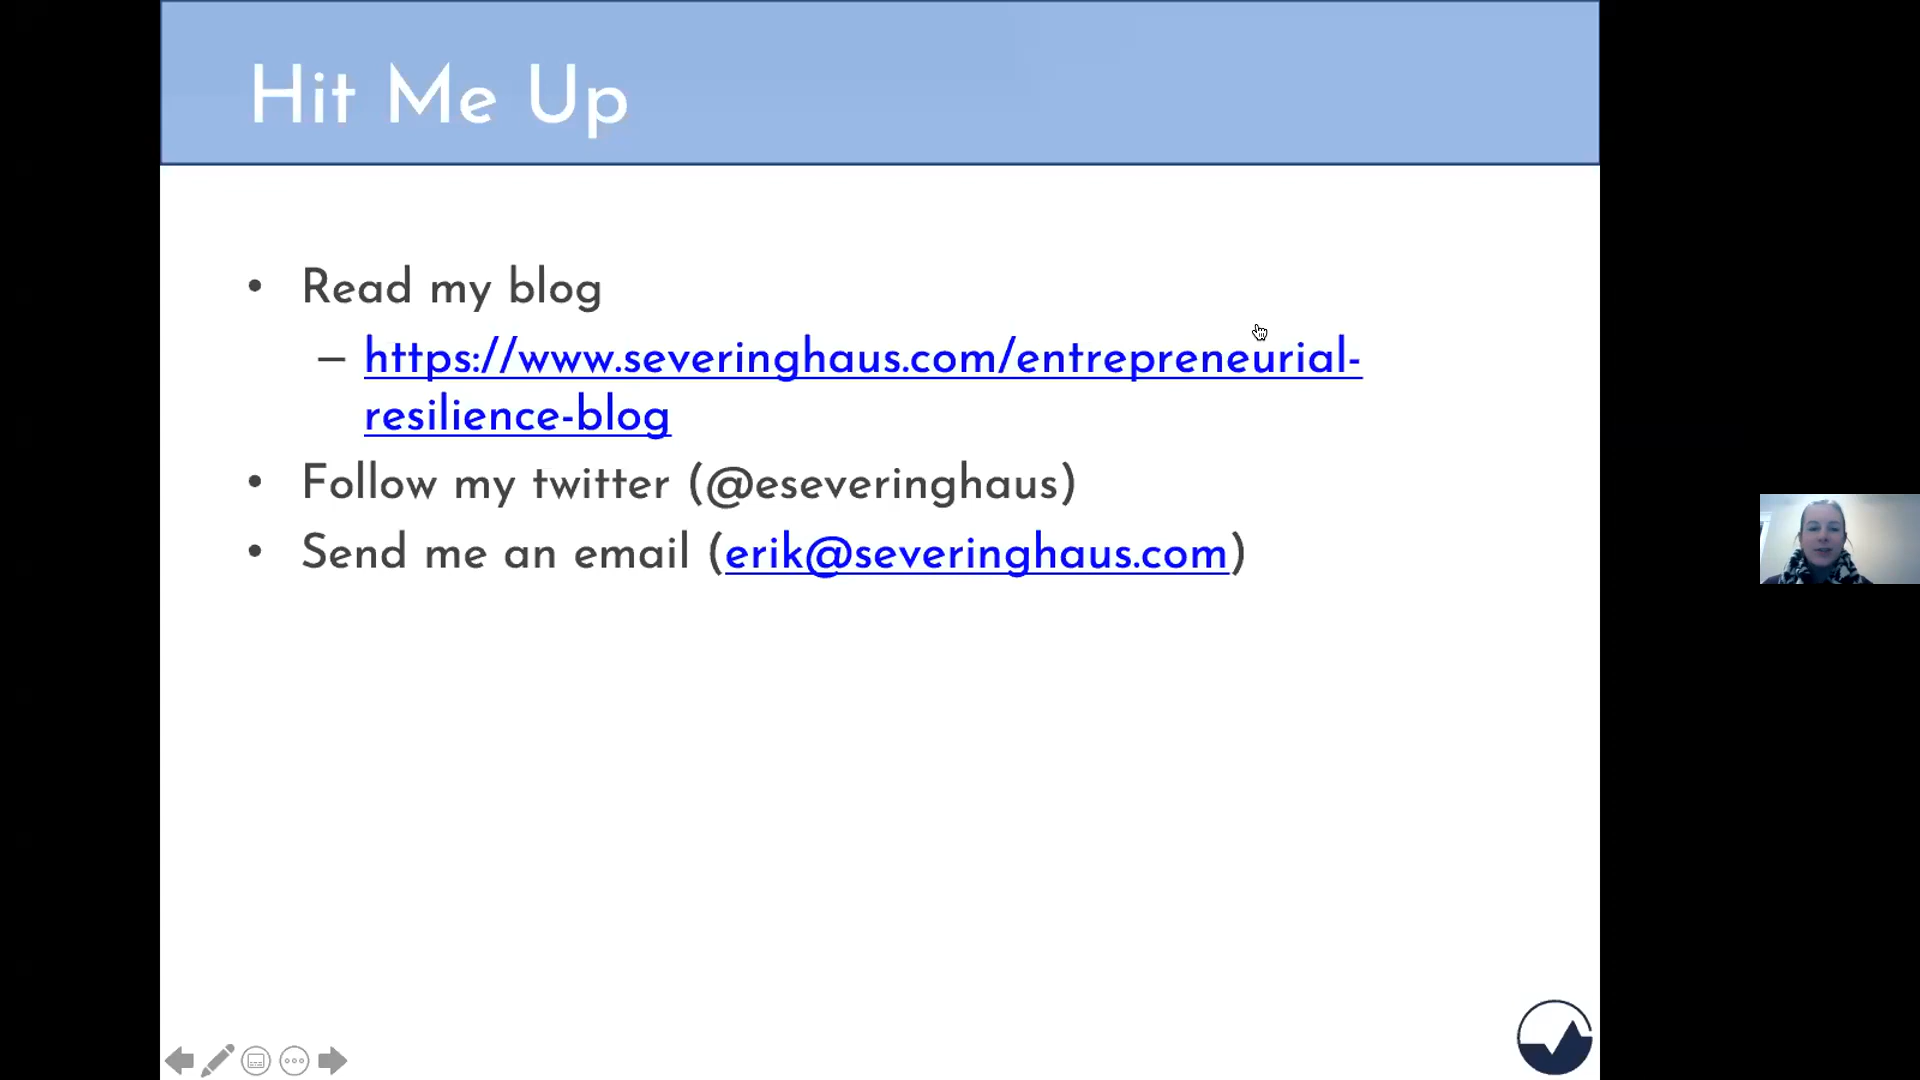 Hit Me Up
• Read my blog
– https://www.severinghaus.com/entrepreneurial-
resilience-blog
• Follow my twitter (@eseveringhaus)
• Send me an email (erik@severinghaus.com)